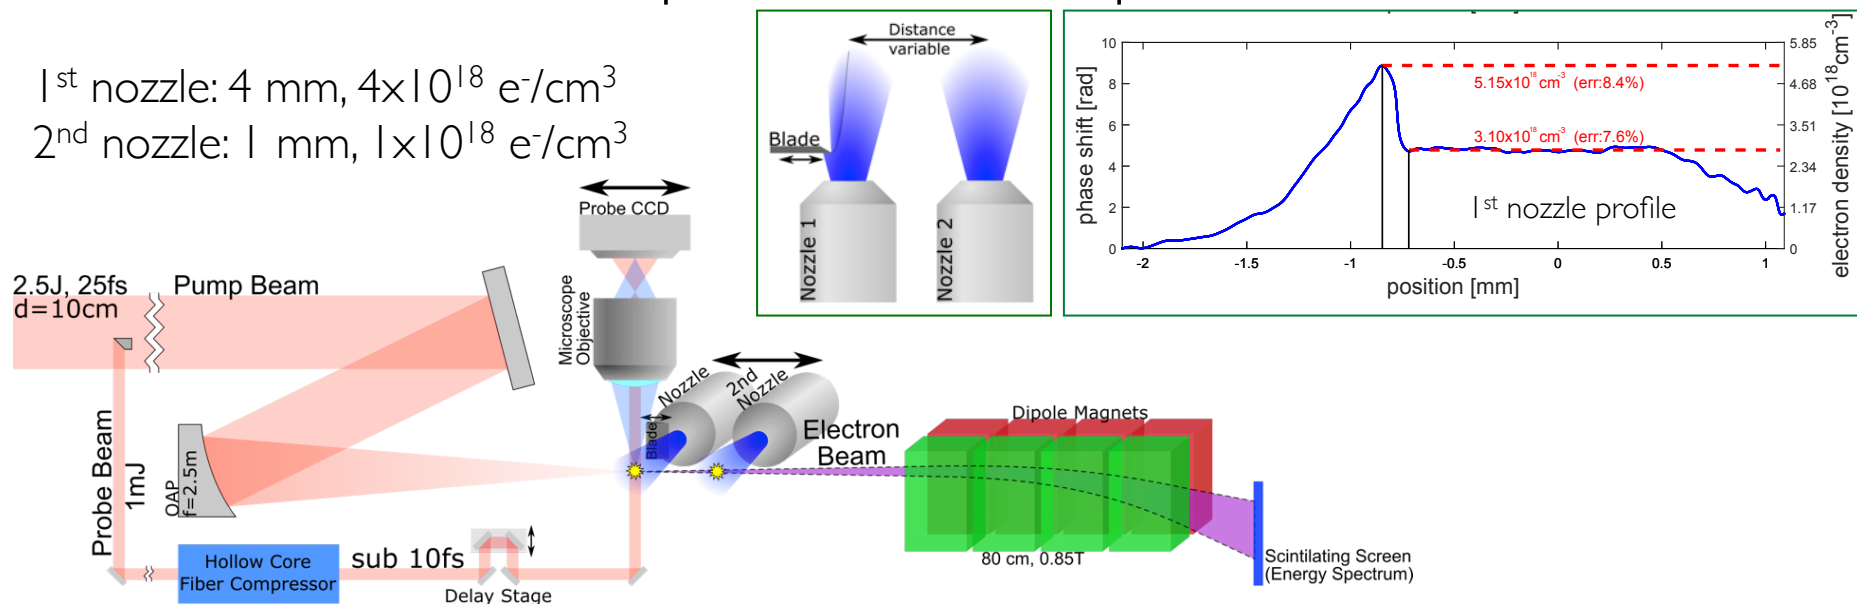 1st nozzle: 4 mm, 4x10^18 e-/cm^3
2nd nozzle: 1 mm, 1x10^18 e-/cm^3
Distance
variable
Blade
Nozzle 1
Nozzle 2
phase shift [rad]
10
8
6
4
2
0
5.15x10^18 cm^-3 (err:8.4%)
3.10x10^18 cm^-3 (err:7.6%)
1st nozzle profile
5.85
4.68
3.51
2.34
1.17
0
electron density [10^18 cm^-3]
-2
-1.5
-1
-0.5
0
0.5
1
position [mm]
2.5J, 25fs
d=10cm
Pump Beam
Probe CCD
Microscope
Objective
Blade
Nozzle
2nd
Nozzle
Electron
Beam
Dipole Magnets
80 cm, 0.85T
Scintilating Screen
(Energy Spectrum)
Probe Beam
1mJ
OAP
f=2.5m
Hollow Core
Fiber Compressor
sub 10fs
Delay Stage